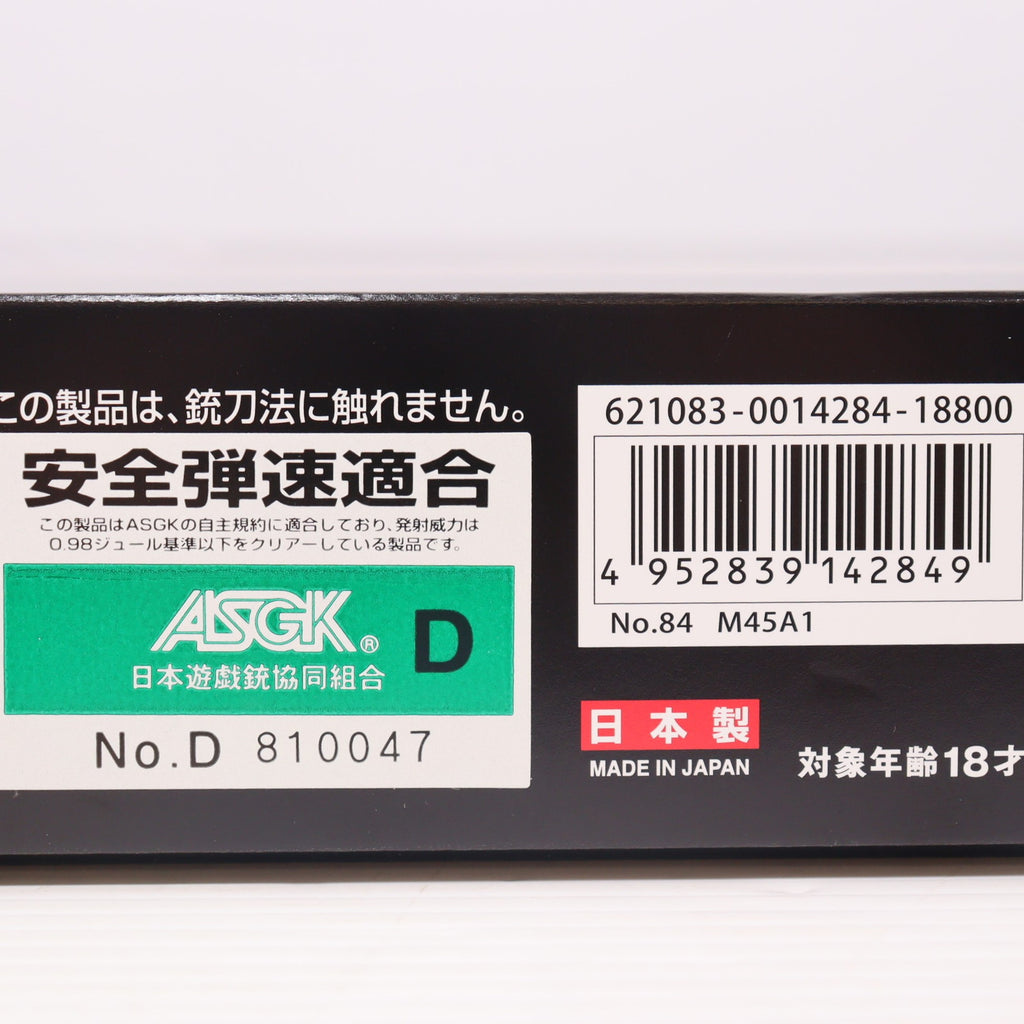 この製品は、銃刀法に触れません。
安全弾速適合
この製品はASGKの自主規約に適合しており、発射威力は
0.98ジュール基準以下をクリアーしている製品です。
ASGK® D
日本遊戯銃協同組合
No.D 810047
621083-0014284-18800
4 952839 142849
No.84 M45A1
日本製
MADE IN JAPAN
対象年齢18才